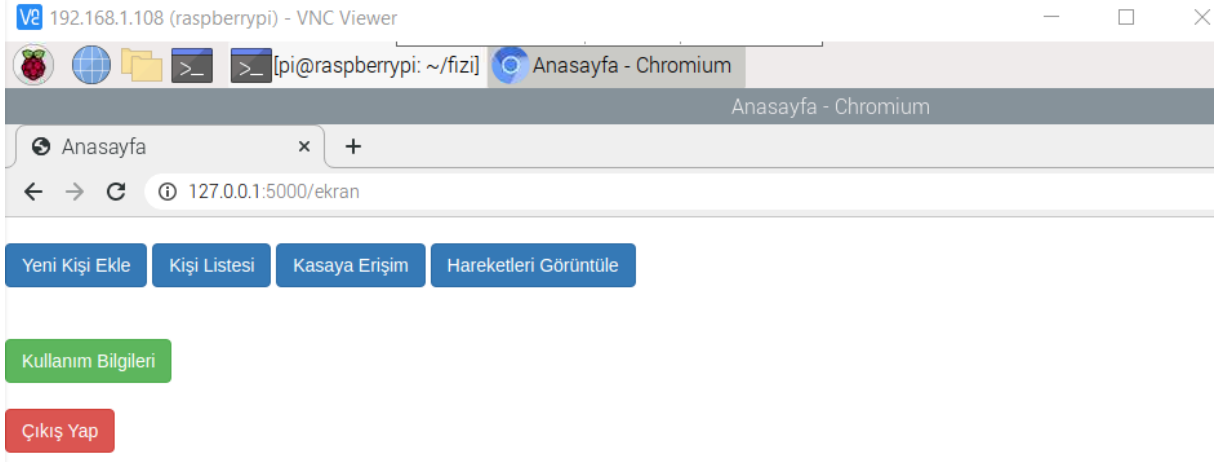 VNC 192.168.1.108 (raspberrypi) - VNC Viewer
>_ >_ [pi@raspberrypi: ~/fizi] Anasayfa - Chromium
Anasayfa - Chromium
Anasayfa × +
127.0.0.1:5000/ekran
Yeni Kişi Ekle Kişi Listesi Kasaya Erişim Hareketleri Görüntüle
Kullanım Bilgileri
Çıkış Yap